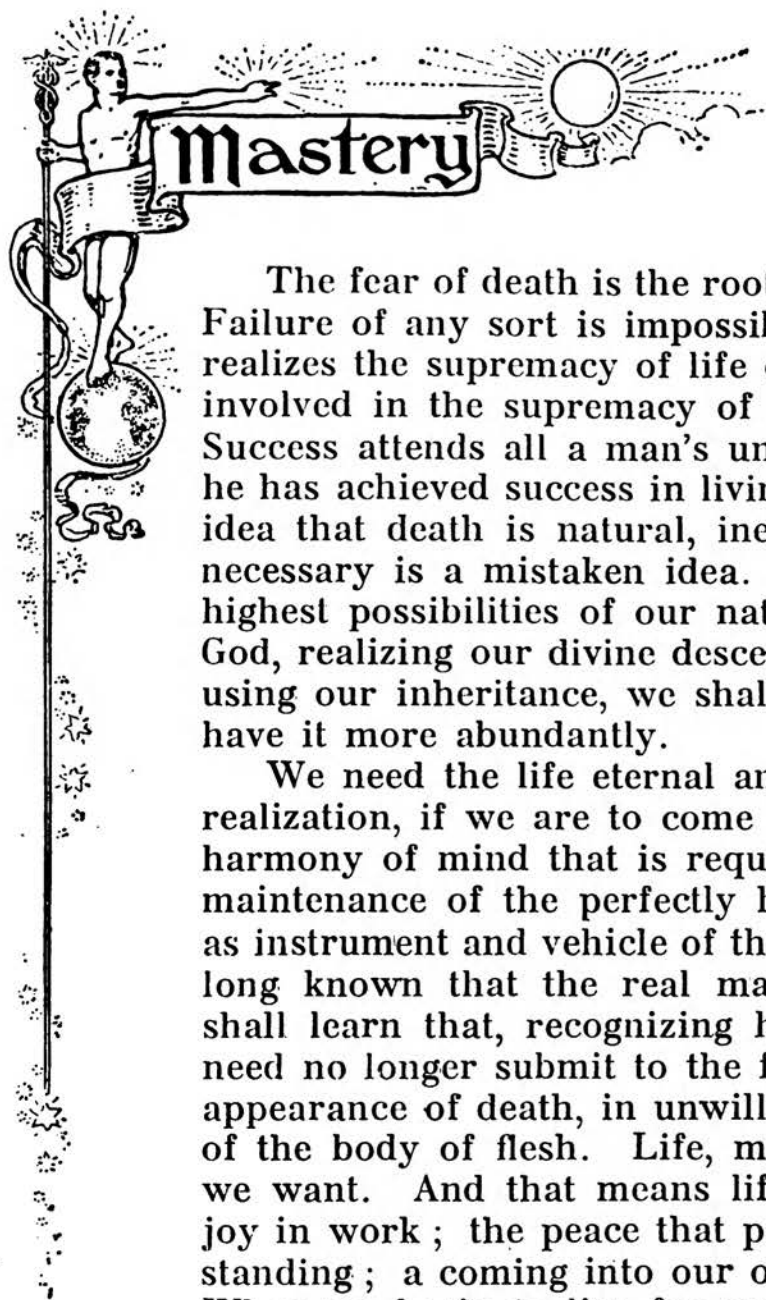 Mastery
The fear of death is the root
Failure of any sort is impossib
realizes the supremacy of life
involved in the supremacy of
Success attends all a man's un
he has achieved success in livin
idea that death is natural, ine
necessary is a mistaken idea.
highest possibilities of our nat
God, realizing our divine desce
using our inheritance, we shal
have it more abundantly.
We need the life eternal an
realization, if we are to come
harmony of mind that is requ
maintenance of the perfectly h
as instrument and vehicle of th
long known that the real ma
shall learn that, recognizing h
need no longer submit to the f
appearance of death, in unwill
of the body of flesh. Life, m
we want. And that means lif
joy in work ; the peace that p
standing ; a coming into our o